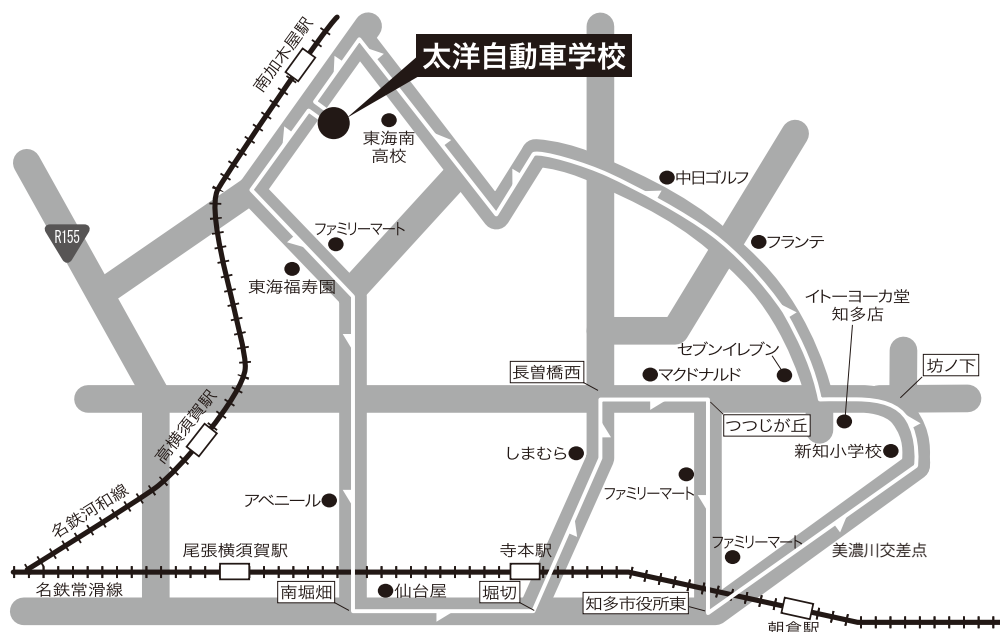 南加木屋駅
太洋自動車学校
東海南
高校
中日ゴルフ
R155
ファミリーマート
フランテ
東海福寿園
イトーヨーカ堂
知多店
セブンイレブン
坊ノ下
長曽橋西
マクドナルド
高横須賀駅
つつじが丘
しまむら
新知小学校
ファミリーマート
アベニール
名鉄河和線
ファミリーマート
尾張横須賀駅
寺本駅
美濃川交差点
名鉄常滑線
南堀畑
仙台屋
堀切
知多市役所東
朝倉駅